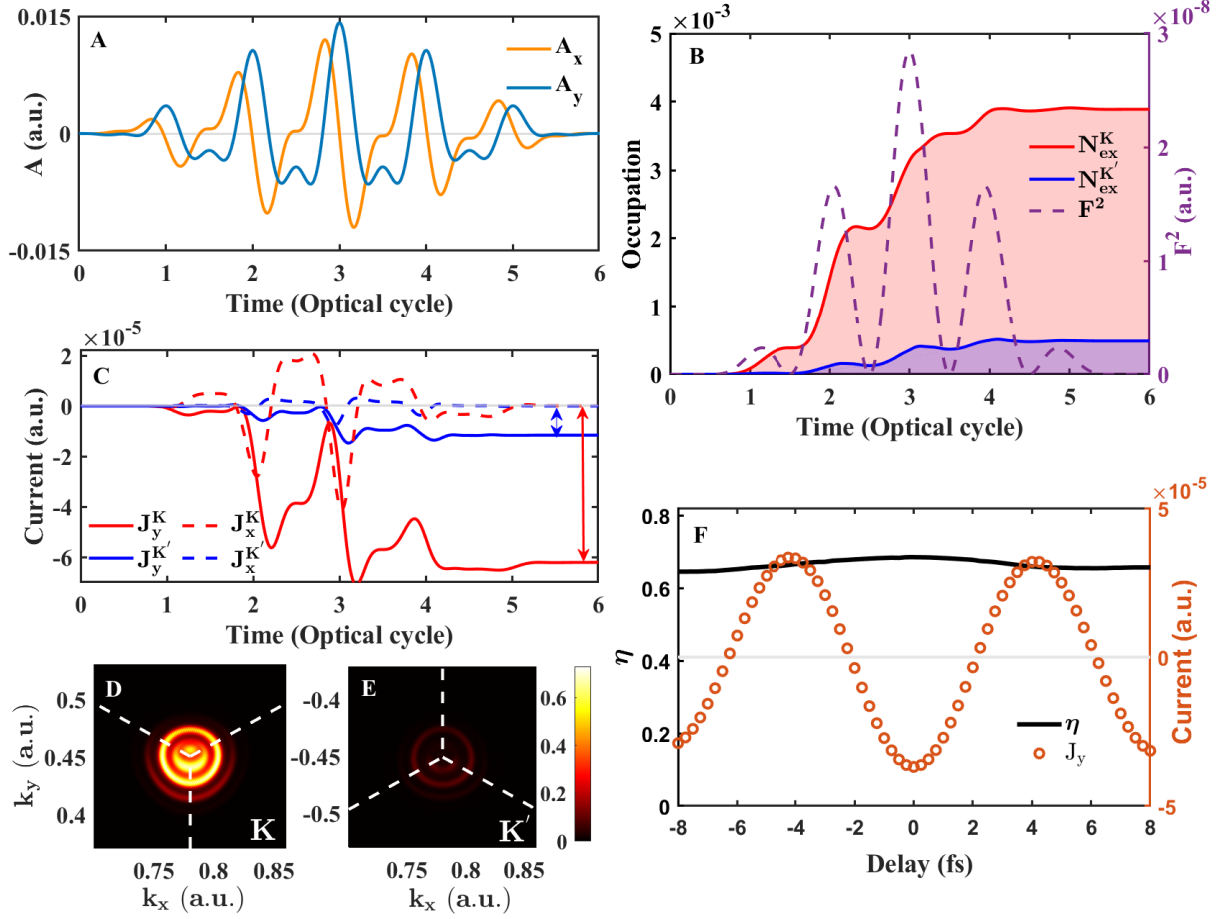 A
0.015
0
-0.015
A (a.u.)
A_x
A_y
0 1 2 3 4 5 6
Time (Optical cycle)
×10^-3
×10^-8
B
5
4
3
2
1
0
Occupation
3
2
1
0
F^2 (a.u.)
N_ex^K
N_ex^K′
F^2
0 1 2 3 4 5 6
Time (Optical cycle)
×10^-5
C
2
0
-2
-4
-6
Current (a.u.)
J_y^K J_x^K
J_y^K′ J_x^K′
0 1 2 3 4 5 6
Time (Optical cycle)
D
0.5
0.45
0.4
k_y (a.u.)
K
0.75 0.8 0.85
k_x (a.u.)
E
-0.4
-0.45
-0.5
K′
0.75 0.8 0.85
k_x (a.u.)
0.6
0.4
0.2
0
×10^-5
F
0.8
0.6
0.4
0.2
0
η
5
0
-5
Current (a.u.)
η
J_y
-8 -6 -4 -2 0 2 4 6 8
Delay (fs)